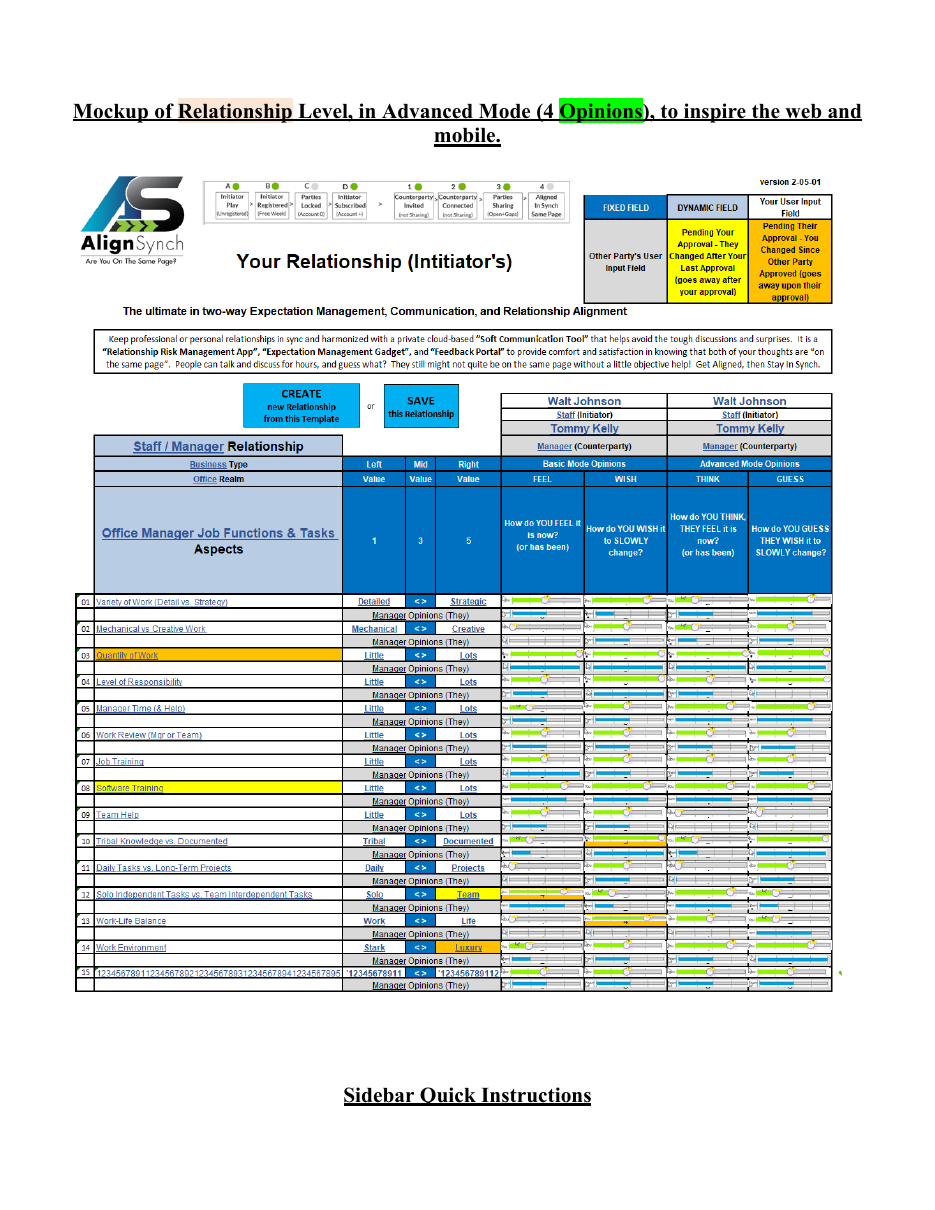 Mockup of Relationship Level, in Advanced Mode (4 Opinions), to inspire the web and
mobile.
version 2-05-01
A B C D 1 2 3 4
Initiator Play (Unregistered) > Initiator Registered (Free Week) > Parties Locked (Account 0) > Initiator Subscribed (Account +) > Counterparty Invited (not Sharing) > Counterparty Connected (not Sharing) > Parties Sharing (Open+Gaps) > Aligned In Synch Same Page
AS
AlignSynch
Are You On The Same Page?
FIXED FIELD
DYNAMIC FIELD
Your User Input Field
Other Party's User Input Field
Pending Your Approval - They Changed After Your Last Approval (goes away after your approval)
Pending Their Approval - You Changed Since Other Party Approved (goes away upon their approval)
Your Relationship (Intitiator's)
The ultimate in two-way Expectation Management, Communication, and Relationship Alignment
Keep professional or personal relationships in sync and harmonized with a private cloud-based "Soft Communication Tool" that helps avoid the tough discussions and surprises. It is a
"Relationship Risk Management App", "Expectation Management Gadget", and "Feedback Portal" to provide comfort and satisfaction in knowing that both of your thoughts are "on
the same page". People can talk and discuss for hours, and guess what? They still might not quite be on the same page without a little objective help! Get Aligned, then Stay In Synch.
CREATE
new Relationship
from this Template
or
SAVE
this Relationship
Walt Johnson Walt Johnson
Staff (Initiator) Staff (Initiator)
Tommy Kelly Tommy Kelly
Staff / Manager Relationship Manager (Counterparty) Manager (Counterparty)
Business Type Left Mid Right Basic Mode Opinions Advanced Mode Opinions
Office Realm Value Value Value FEEL WISH THINK GUESS
Office Manager Job Functions & Tasks
Aspects
1 3 5
How do YOU FEEL it is now? (or has been)
How do YOU WISH it to SLOWLY change?
How do YOU THINK, THEY FEEL it is now? (or has been)
How do YOU GUESS THEY WISH it to SLOWLY change?
01 Variety of Work (Detail vs. Strategy) Detailed < > Strategic
Manager Opinions (They)
02 Mechanical vs Creative Work Mechanical < > Creative
Manager Opinions (They)
03 Quantity of Work Little < > Lots
Manager Opinions (They)
04 Level of Responsibility Little < > Lots
Manager Opinions (They)
05 Manager Time (& Help) Little < > Lots
Manager Opinions (They)
06 Work Review (Mgr or Team) Little < > Lots
Manager Opinions (They)
07 Job Training Little < > Lots
Manager Opinions (They)
08 Software Training Little < > Lots
Manager Opinions (They)
09 Team Help Little < > Lots
Manager Opinions (They)
10 Tribal Knowledge vs. Documented Tribal < > Documented
Manager Opinions (They)
11 Daily Tasks vs. Long-Term Projects Daily < > Projects
Manager Opinions (They)
12 Solo Independent Tasks vs. Team Interdependent Tasks Solo < > Team
Manager Opinions (They)
13 Work-Life Balance Work < > Life
Manager Opinions (They)
14 Work Environment Stark < > Luxury
Manager Opinions (They)
15 '12345678911234567892123456789312345678941234567895 '12345678911 < > '123456789112
Manager Opinions (They)
Sidebar Quick Instructions